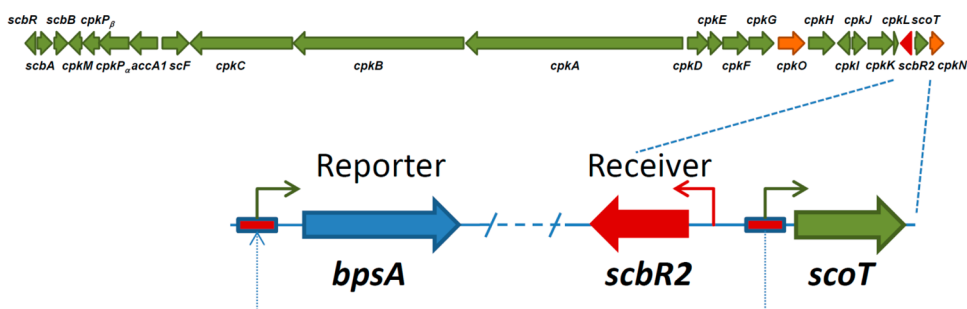 scbR scbB cpkPβ cpkE cpkG cpkH cpkJ cpkL scoT
scbA cpkM cpkPα accA1 scF cpkC cpkB cpkA cpkD cpkF cpkO cpkI cpkK scbR2 cpkN
Reporter Receiver
bpsA scbR2 scoT